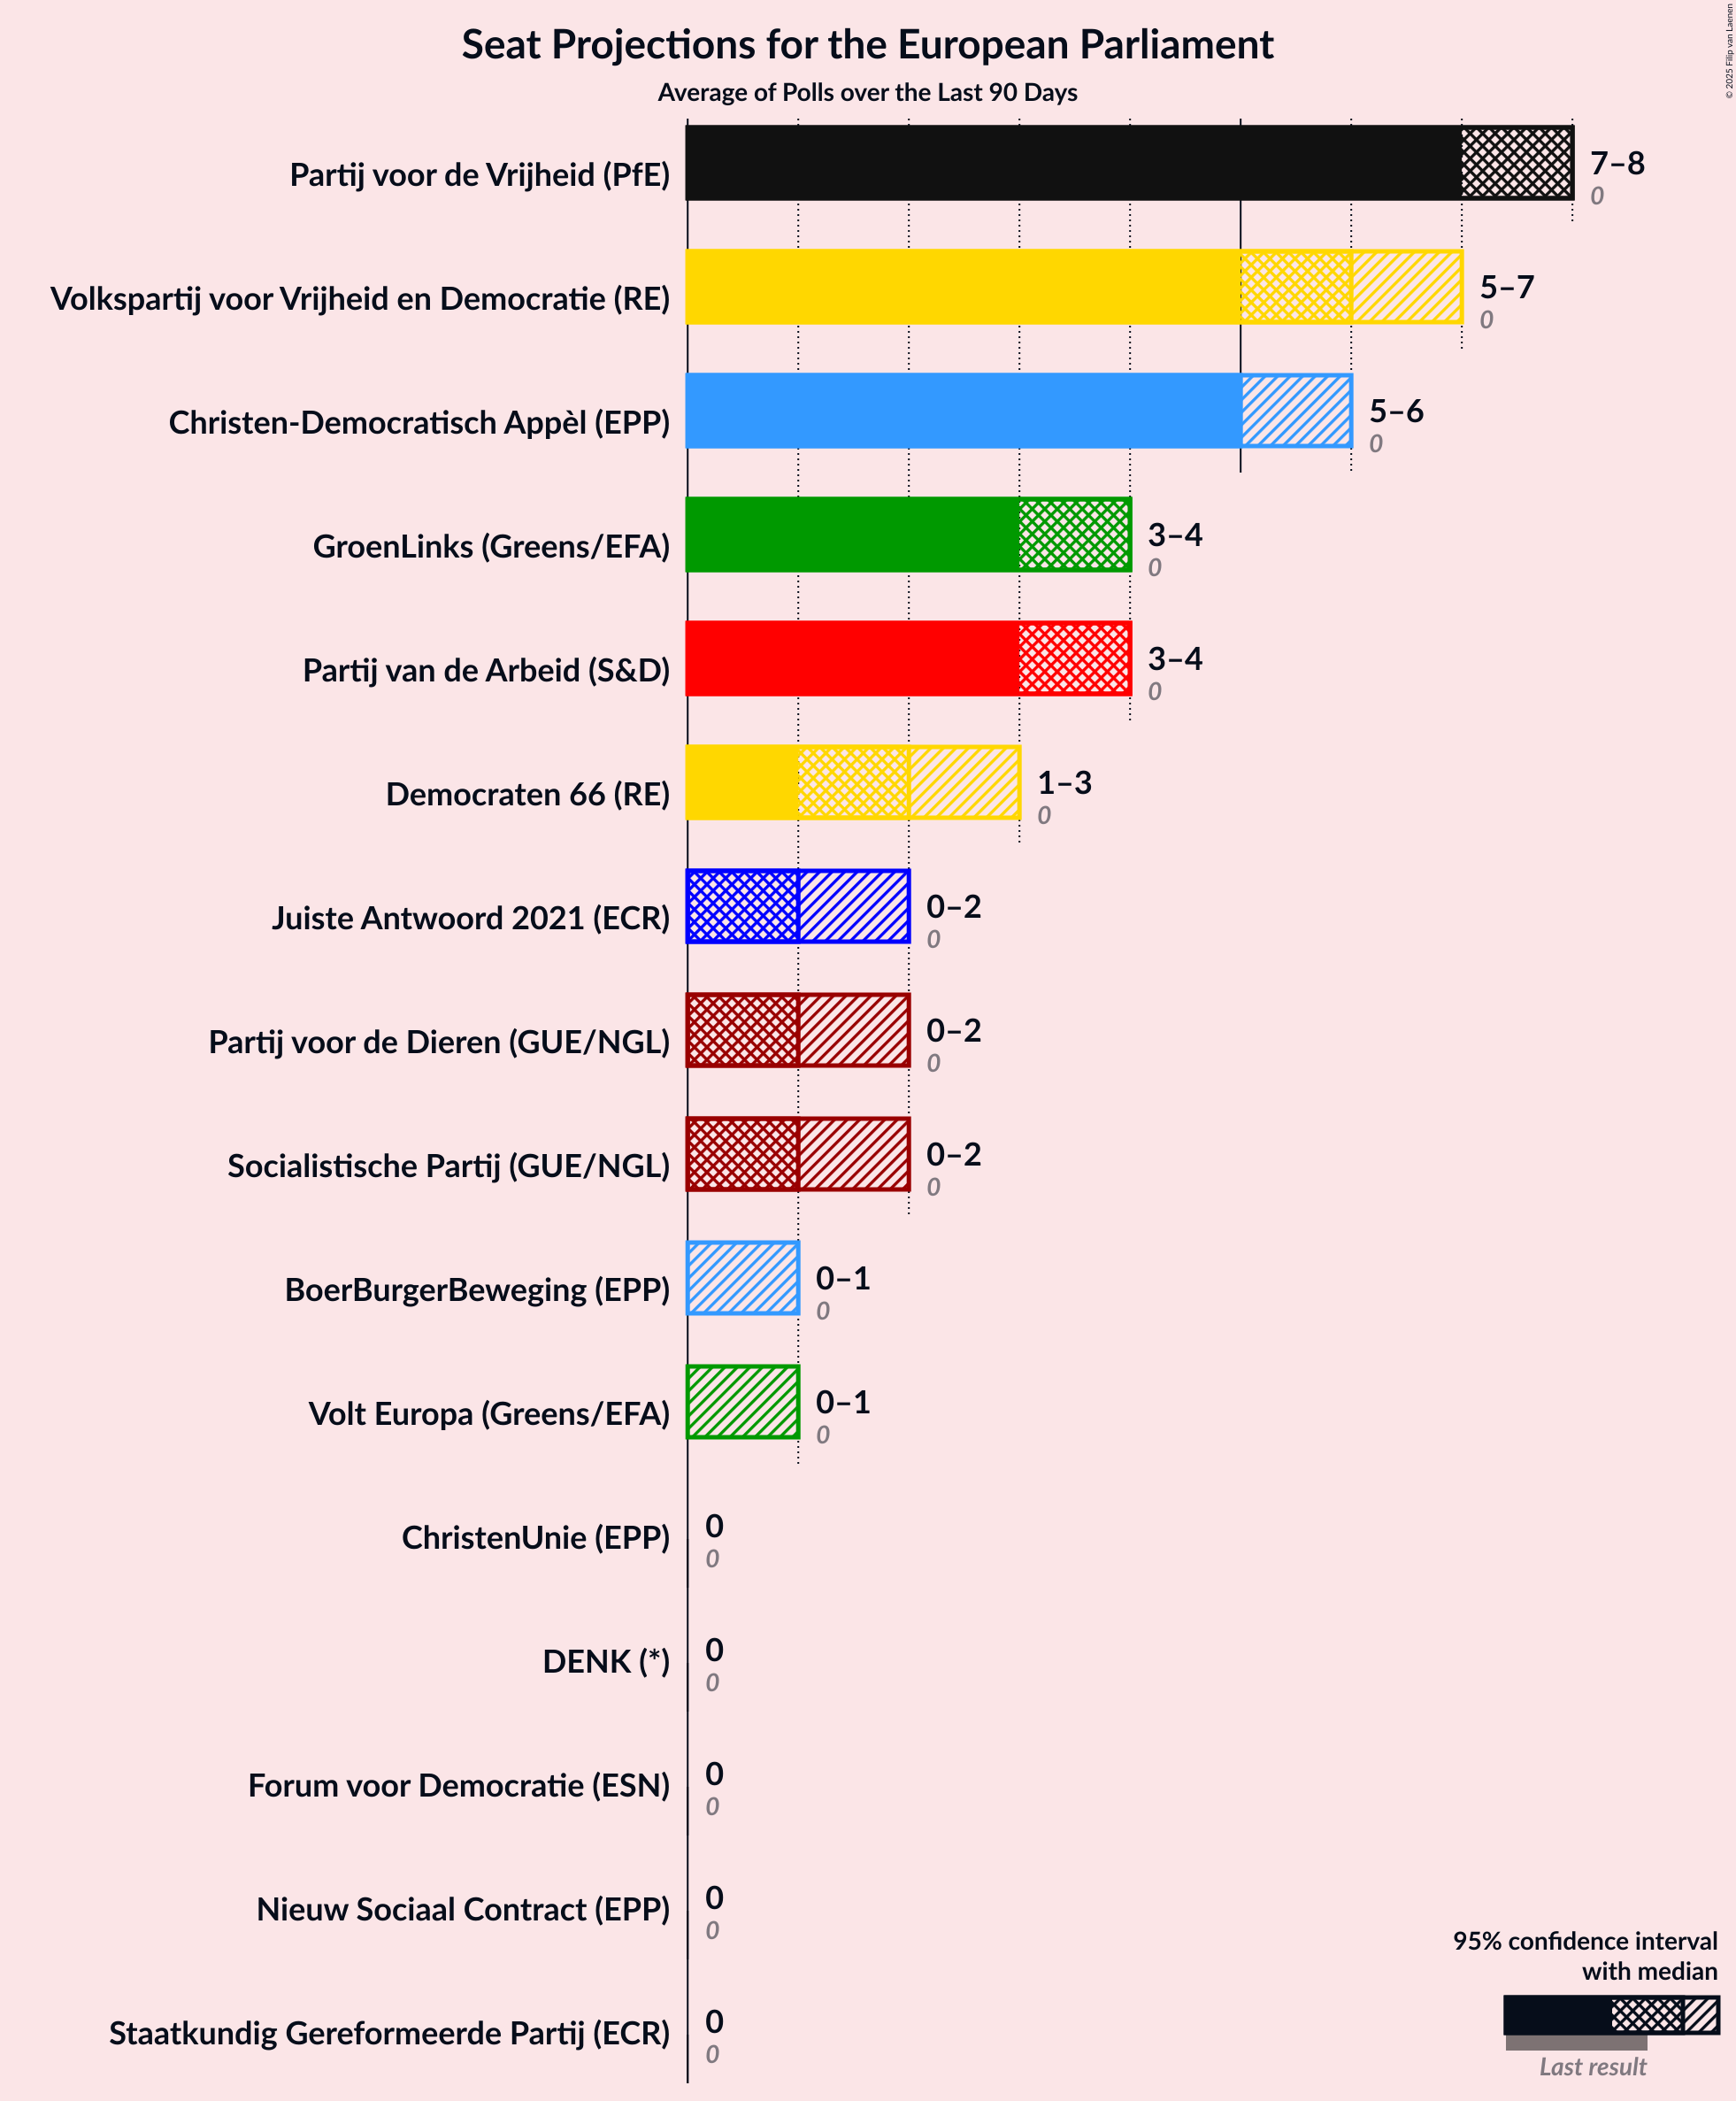 Seat Projections for the European Parliament
Average of Polls over the Last 90 Days
© 2025 Filip van Laenen
Partij voor de Vrijheid (PfE)
7–8
0
Volkspartij voor Vrijheid en Democratie (RE)
5–7
0
Christen-Democratisch Appèl (EPP)
5–6
0
GroenLinks (Greens/EFA)
3–4
0
Partij van de Arbeid (S&D)
3–4
0
Democraten 66 (RE)
1–3
0
Juiste Antwoord 2021 (ECR)
0–2
0
Partij voor de Dieren (GUE/NGL)
0–2
0
Socialistische Partij (GUE/NGL)
0–2
0
BoerBurgerBeweging (EPP)
0–1
0
Volt Europa (Greens/EFA)
0–1
0
ChristenUnie (EPP)
0
0
DENK (*)
0
0
Forum voor Democratie (ESN)
0
0
Nieuw Sociaal Contract (EPP)
0
0
Staatkundig Gereformeerde Partij (ECR)
0
0
95% confidence interval
with median
Last result